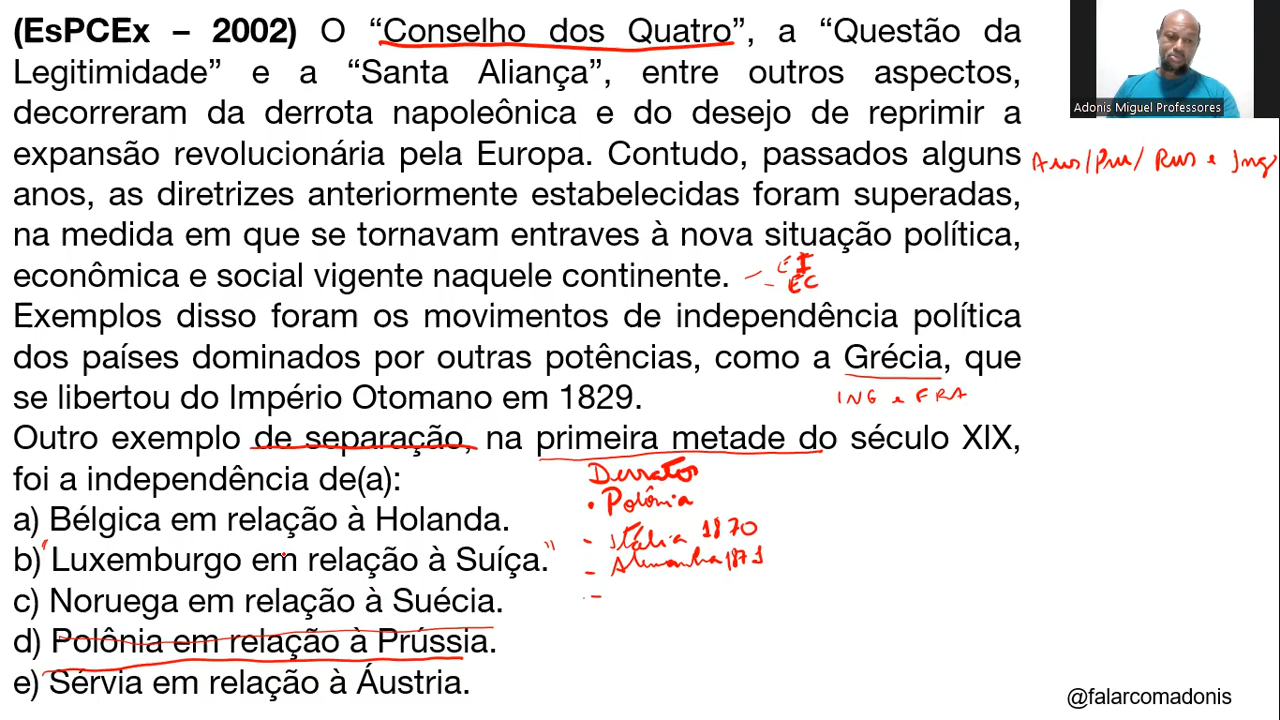 (EsPCEx – 2002) O “Conselho dos Quatro”, a “Questão da
Legitimidade” e a “Santa Aliança”, entre outros aspectos,
decorreram da derrota napoleônica e do desejo de reprimir a
expansão revolucionária pela Europa. Contudo, passados alguns
anos, as diretrizes anteriormente estabelecidas foram superadas,
na medida em que se tornavam entraves à nova situação política,
econômica e social vigente naquele continente.
Exemplos disso foram os movimentos de independência política
dos países dominados por outras potências, como a Grécia, que
se libertou do Império Otomano em 1829.
Outro exemplo de separação, na primeira metade do século XIX,
foi a independência de(a):
a) Bélgica em relação à Holanda.
b) Luxemburgo em relação à Suíça.
c) Noruega em relação à Suécia.
d) Polônia em relação à Prússia.
e) Sérvia em relação à Áustria.
Adonis Miguel Professores
Aus/Pru/ Rus e Ing
ING e FRA
Derratos
• Polônia
- Itália 1870
- Alemanha 1871
-
@falarcomadonis